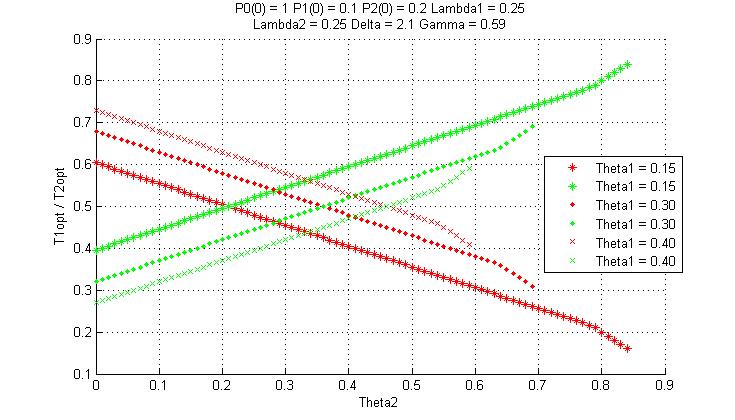 P0(0) = 1 P1(0) = 0.1 P2(0) = 0.2 Lambda1 = 0.25
Lambda2 = 0.25 Delta = 2.1 Gamma = 0.59
0.9
0.8
0.7
0.6
0.5
0.4
0.3
0.2
0.1
T1opt / T2opt
Theta1 = 0.15
Theta1 = 0.15
Theta1 = 0.30
Theta1 = 0.30
Theta1 = 0.40
Theta1 = 0.40
0 0.1 0.2 0.3 0.4 0.5 0.6 0.7 0.8 0.9
Theta2